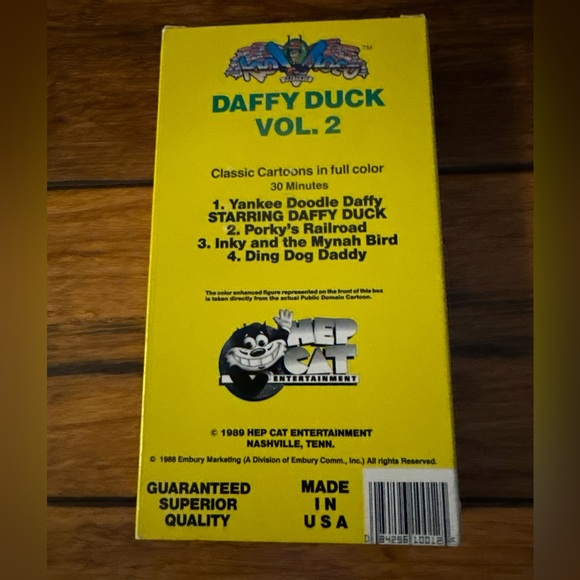 TM
DAFFY DUCK
VOL. 2
Classic Cartoons in full color
30 Minutes
1. Yankee Doodle Daffy
STARRING DAFFY DUCK
2. Porky's Railroad
3. Inky and the Mynah Bird
4. Ding Dog Daddy
The color enhanced figure represented on the front of this box
is taken directly from the actual Public Domain Cartoon.
HEP
CAT
ENTERTAINMENT
© 1989 HEP CAT ENTERTAINMENT
NASHVILLE, TENN.
© 1988 Embury Marketing (A Division of Embury Comm., Inc.) All rights Reserved.
GUARANTEED
SUPERIOR
QUALITY
MADE
IN
USA
84296 10012